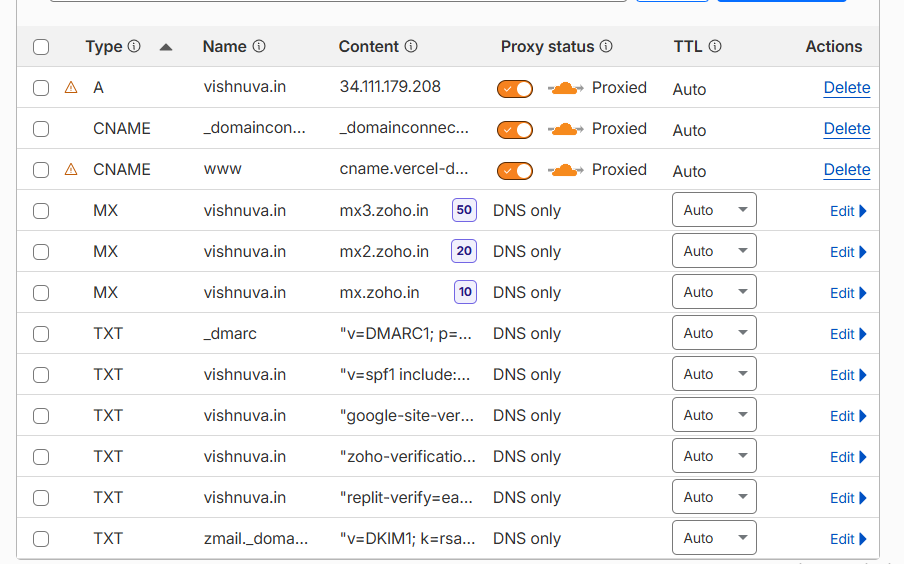 Type Name Content Proxy status TTL Actions
A vishnuva.in 34.111.179.208 Proxied Auto Delete
CNAME _domaincon... _domainconnec... Proxied Auto Delete
CNAME www cname.vercel-d... Proxied Auto Delete
MX vishnuva.in mx3.zoho.in 50 DNS only Auto Edit
MX vishnuva.in mx2.zoho.in 20 DNS only Auto Edit
MX vishnuva.in mx.zoho.in 10 DNS only Auto Edit
TXT _dmarc "v=DMARC1; p=... DNS only Auto Edit
TXT vishnuva.in "v=spf1 include:... DNS only Auto Edit
TXT vishnuva.in "google-site-ver... DNS only Auto Edit
TXT vishnuva.in "zoho-verificatio... DNS only Auto Edit
TXT vishnuva.in "replit-verify=ea... DNS only Auto Edit
TXT zmail._doma... "v=DKIM1; k=rsa... DNS only Auto Edit